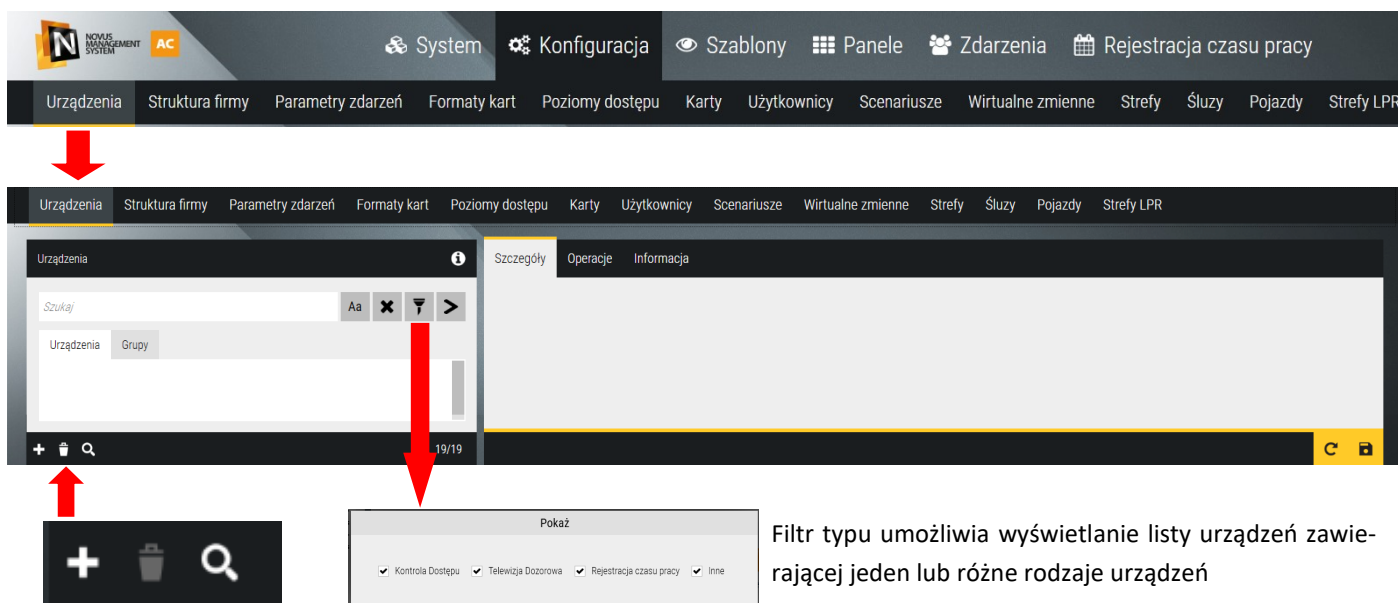 NOVUS MANAGEMENT SYSTEM AC System Konfiguracja Szablony Panele Zdarzenia Rejestracja czasu pracy
Urządzenia Struktura firmy Parametry zdarzeń Formaty kart Poziomy dostępu Karty Użytkownicy Scenariusze Wirtualne zmienne Strefy Śluzy Pojazdy Strefy LPR
Urządzenia Struktura firmy Parametry zdarzeń Formaty kart Poziomy dostępu Karty Użytkownicy Scenariusze Wirtualne zmienne Strefy Śluzy Pojazdy Strefy LPR
Urządzenia Szczegóły Operacje Informacja
Szukaj Aa
Urządzenia Grupy
19/19
Pokaż
Kontrola Dostępu Telewizja Dozorowa Rejestracja czasu pracy Inne
Filtr typu umożliwia wyświetlanie listy urządzeń zawie-
rającej jeden lub różne rodzaje urządzeń